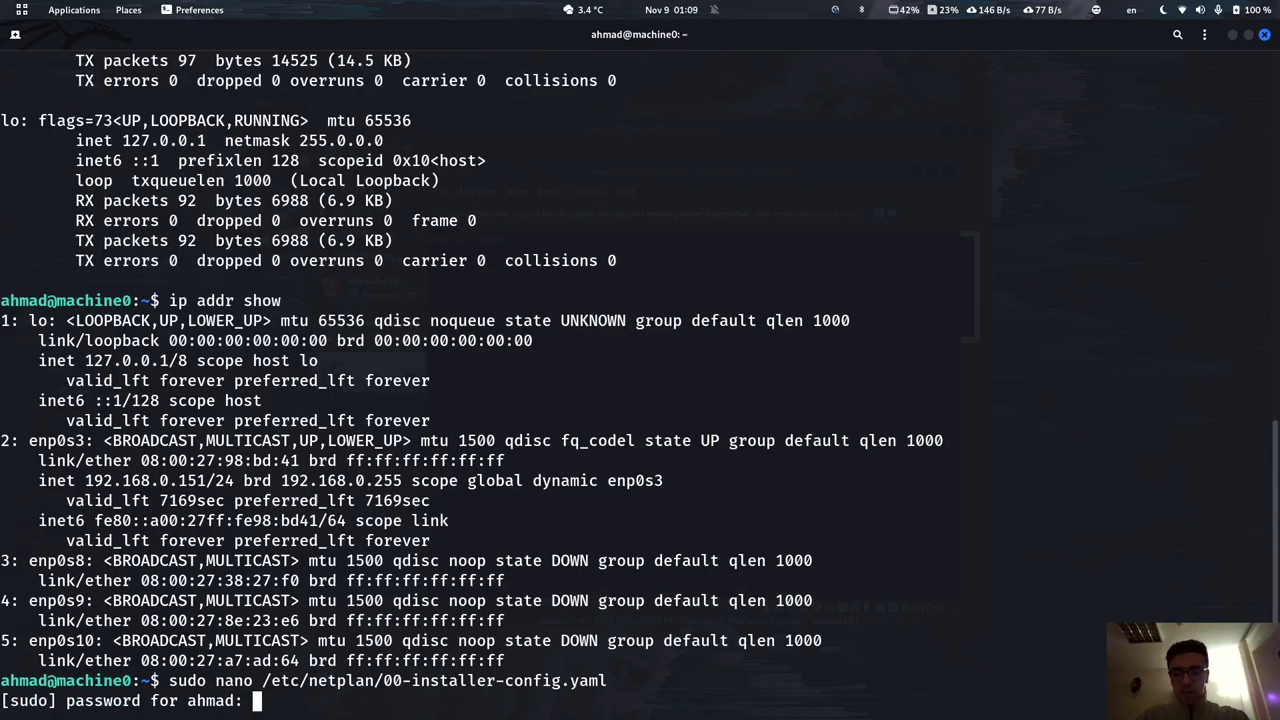 Applications Places Preferences 3.4 °C Nov 9 01:09 42% 23% 146 B/s 77 B/s en 100 %
ahmad@machine0: ~
TX packets 97  bytes 14525 (14.5 KB)
TX errors 0  dropped 0 overruns 0  carrier 0  collisions 0
lo: flags=73<UP,LOOPBACK,RUNNING>  mtu 65536
inet 127.0.0.1  netmask 255.0.0.0
inet6 ::1  prefixlen 128  scopeid 0x10<host>
loop  txqueuelen 1000  (Local Loopback)
RX packets 92  bytes 6988 (6.9 KB)
RX errors 0  dropped 0  overruns 0  frame 0
TX packets 92  bytes 6988 (6.9 KB)
TX errors 0  dropped 0 overruns 0  carrier 0  collisions 0
ahmad@machine0:~$ ip addr show
1: lo: <LOOPBACK,UP,LOWER_UP> mtu 65536 qdisc noqueue state UNKNOWN group default qlen 1000
link/loopback 00:00:00:00:00:00 brd 00:00:00:00:00:00
inet 127.0.0.1/8 scope host lo
valid_lft forever preferred_lft forever
inet6 ::1/128 scope host
valid_lft forever preferred_lft forever
2: enp0s3: <BROADCAST,MULTICAST,UP,LOWER_UP> mtu 1500 qdisc fq_codel state UP group default qlen 1000
link/ether 08:00:27:98:bd:41 brd ff:ff:ff:ff:ff:ff
inet 192.168.0.151/24 brd 192.168.0.255 scope global dynamic enp0s3
valid_lft 7169sec preferred_lft 7169sec
inet6 fe80::a00:27ff:fe98:bd41/64 scope link
valid_lft forever preferred_lft forever
3: enp0s8: <BROADCAST,MULTICAST> mtu 1500 qdisc noop state DOWN group default qlen 1000
link/ether 08:00:27:38:27:f0 brd ff:ff:ff:ff:ff:ff
4: enp0s9: <BROADCAST,MULTICAST> mtu 1500 qdisc noop state DOWN group default qlen 1000
link/ether 08:00:27:8e:23:e6 brd ff:ff:ff:ff:ff:ff
5: enp0s10: <BROADCAST,MULTICAST> mtu 1500 qdisc noop state DOWN group default qlen 1000
link/ether 08:00:27:a7:ad:64 brd ff:ff:ff:ff:ff:ff
ahmad@machine0:~$ sudo nano /etc/netplan/00-installer-config.yaml
[sudo] password for ahmad: